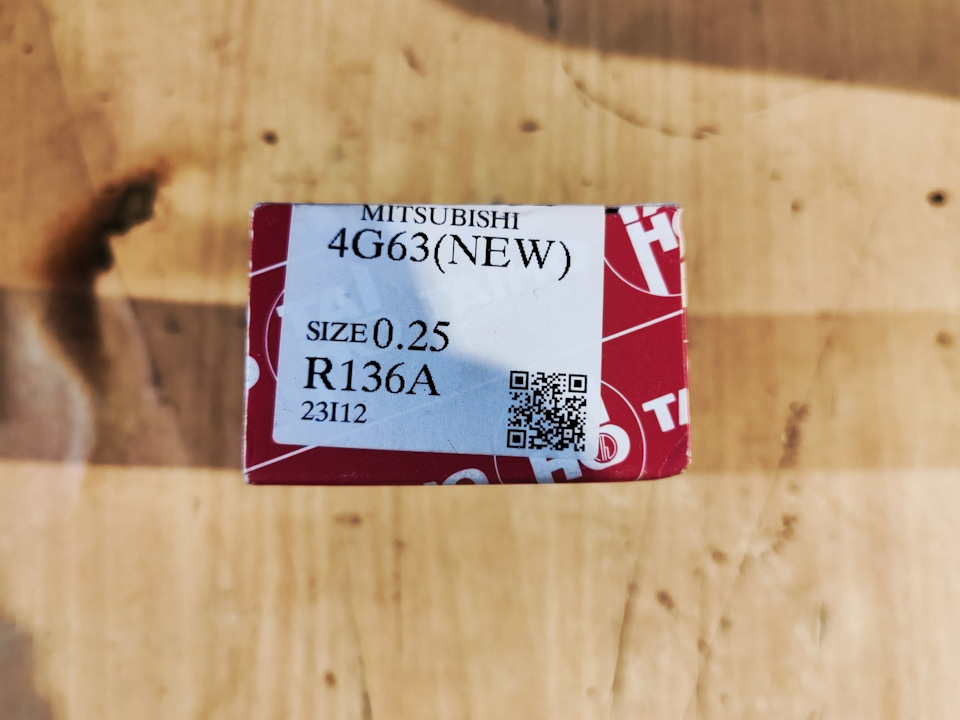 MITSUBISHI
4G63(NEW)
SIZE 0.25
R136A
23I12